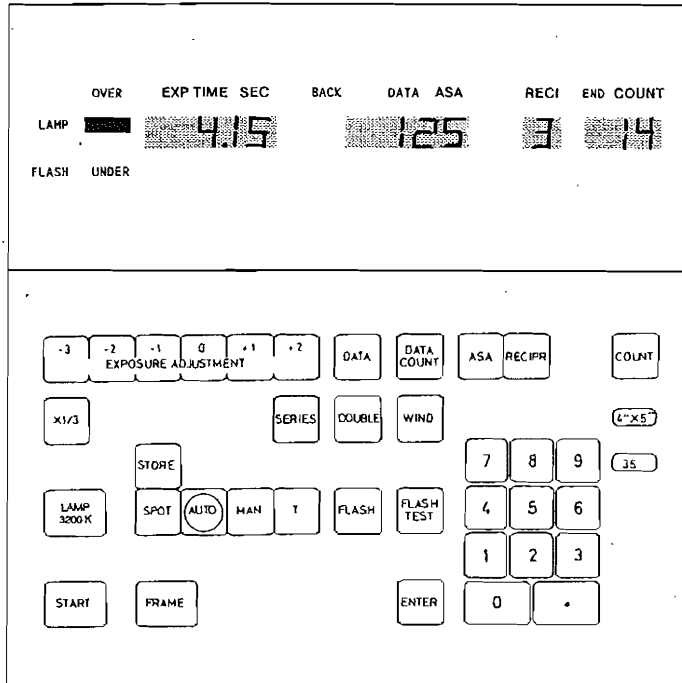 OVER EXP TIME SEC BACK DATA ASA RECI END COUNT
LAMP 4.15 125 3 14
FLASH UNDER
-3 -2 -1 0 +1 +2 DATA DATA COUNT ASA RECIPR COUNT
EXPOSURE ADJUSTMENT
X1/3 SERIES DOUBLE WIND 4"X5"
STORE 7 8 9 35
LAMP 3200K SPOT AUTO MAN T FLASH FLASH TEST 4 5 6
1 2 3
START FRAME ENTER 0 .